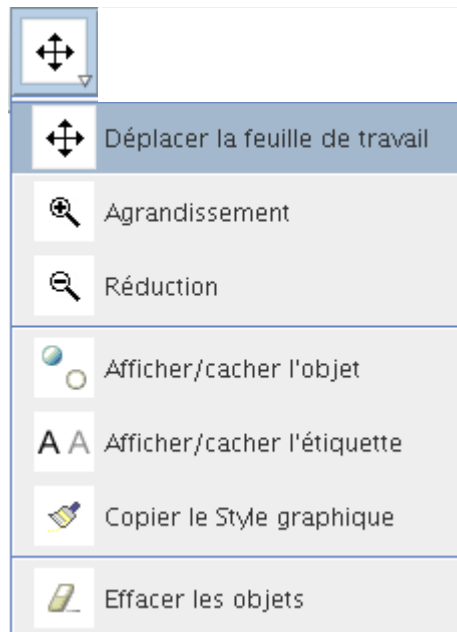 Déplacer la feuille de travail
Agrandissement
Réduction
Afficher/cacher l'objet
A A Afficher/cacher l'étiquette
Copier le Style graphique
Effacer les objets